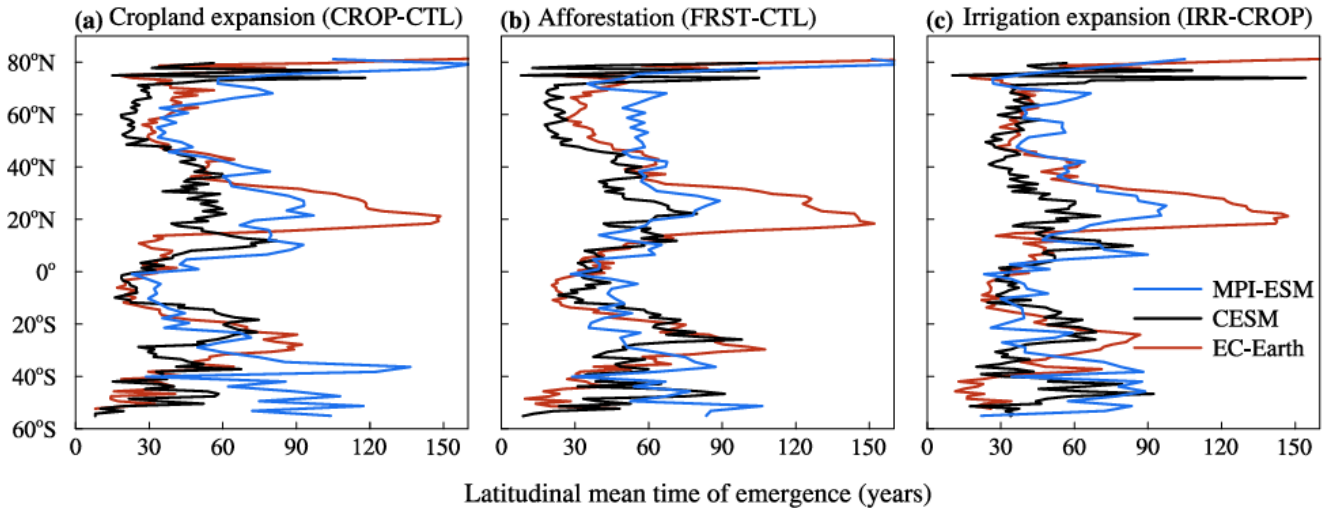 (a) Cropland expansion (CROP-CTL)
(b) Afforestation (FRST-CTL)
(c) Irrigation expansion (IRR-CROP)
80°N
60°N
40°N
20°N
0°
20°S
40°S
60°S
MPI-ESM
CESM
EC-Earth
0 30 60 90 120 150
0 30 60 90 120 150
0 30 60 90 120 150
Latitudinal mean time of emergence (years)